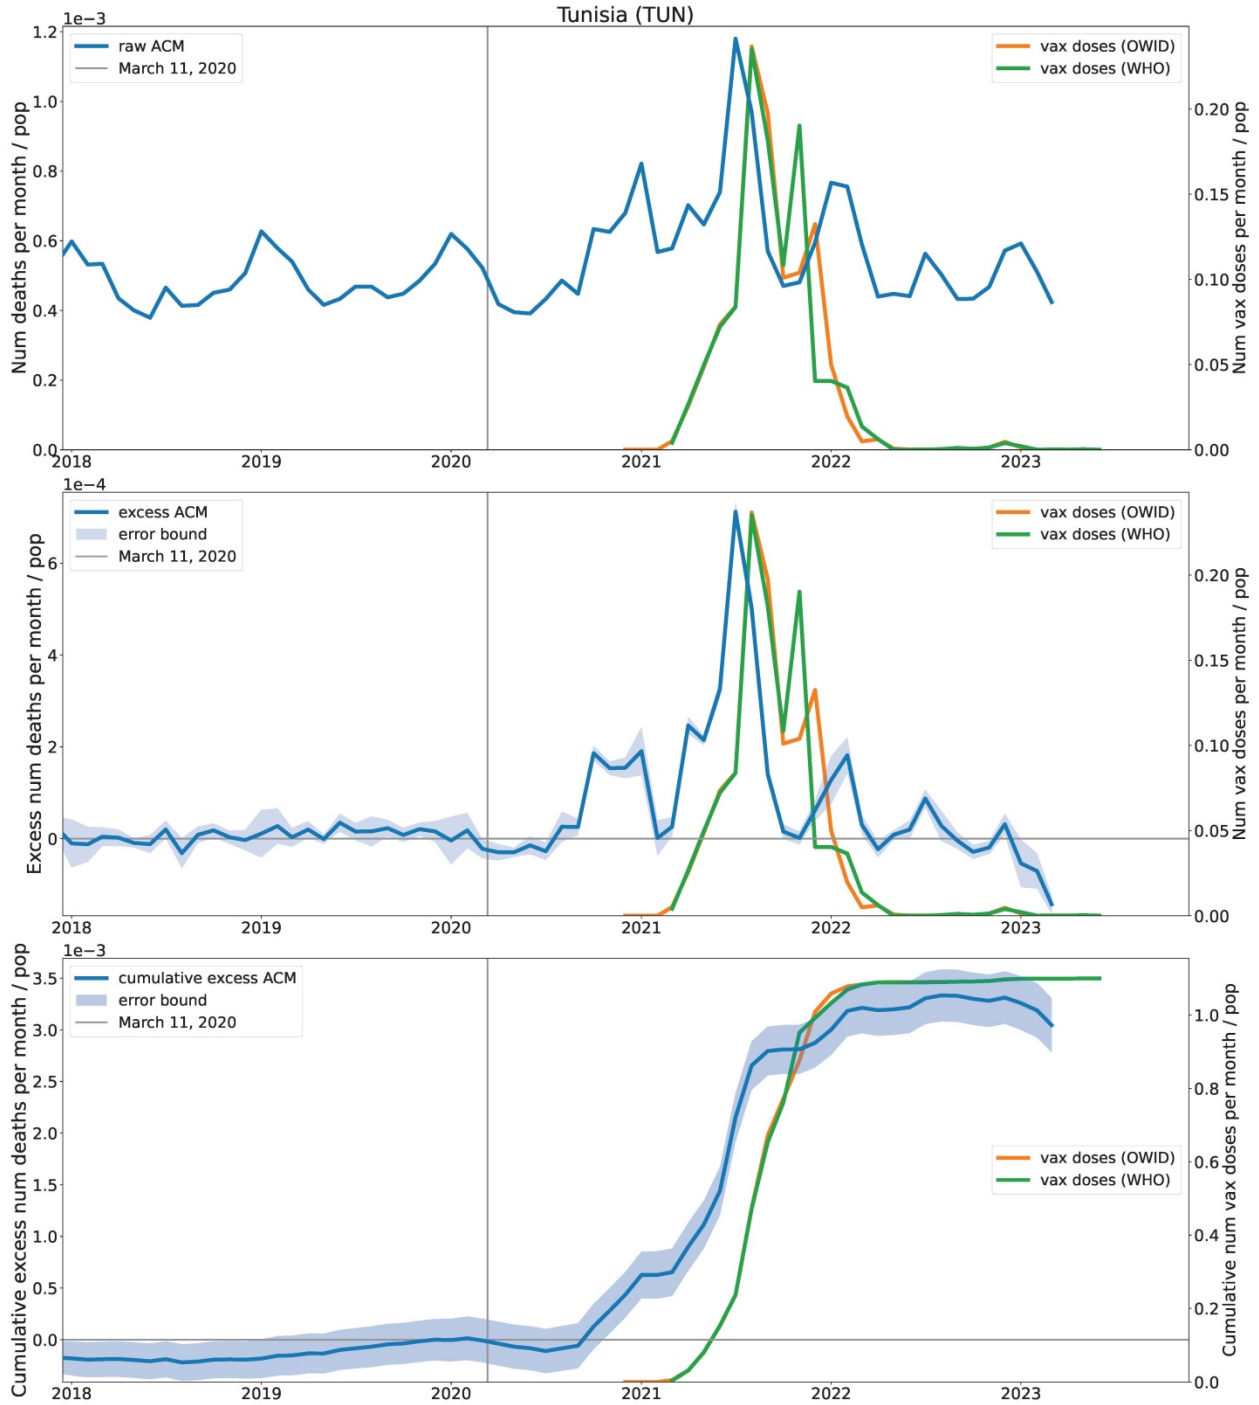 Tunisia (TUN)
1e−3
raw ACM
March 11, 2020
vax doses (OWID)
vax doses (WHO)
Num deaths per month / pop
1.2
1.0
0.8
0.6
0.4
0.2
0.0
Num vax doses per month / pop
0.20
0.15
0.10
0.05
0.00
2018 2019 2020 2021 2022 2023
1e−4
excess ACM
error bound
March 11, 2020
vax doses (OWID)
vax doses (WHO)
Excess num deaths per month / pop
6
4
2
0
Num vax doses per month / pop
0.20
0.15
0.10
0.05
0.00
2018 2019 2020 2021 2022 2023
1e−3
cumulative excess ACM
error bound
March 11, 2020
vax doses (OWID)
vax doses (WHO)
Cumulative excess num deaths per month / pop
3.5
3.0
2.5
2.0
1.5
1.0
0.5
0.0
Cumulative num vax doses per month / pop
1.0
0.8
0.6
0.4
0.2
0.0
2018 2019 2020 2021 2022 2023